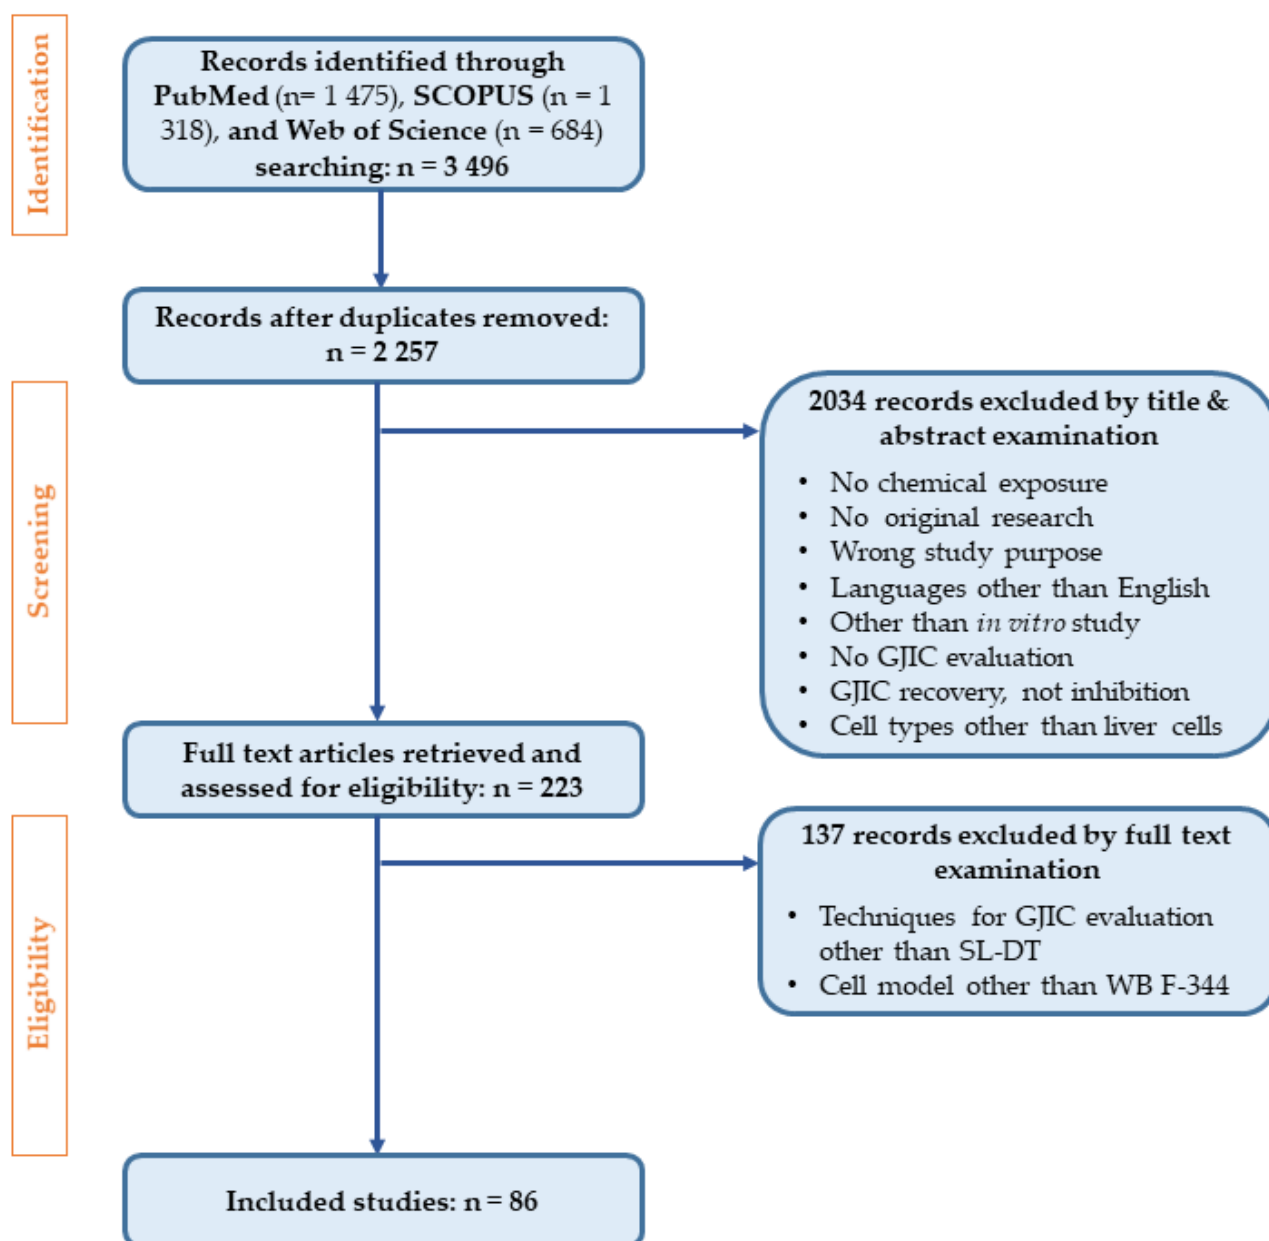 Identification
Records identified through
PubMed (n= 1 475), SCOPUS (n = 1
318), and Web of Science (n = 684)
searching: n = 3 496
Records after duplicates removed:
n = 2 257
Screening
2034 records excluded by title &
abstract examination
• No chemical exposure
• No original research
• Wrong study purpose
• Languages other than English
• Other than in vitro study
• No GJIC evaluation
• GJIC recovery, not inhibition
• Cell types other than liver cells
Full text articles retrieved and
assessed for eligibility: n = 223
Eligibility
137 records excluded by full text
examination
• Techniques for GJIC evaluation
other than SL-DT
• Cell model other than WB F-344
Included studies: n = 86